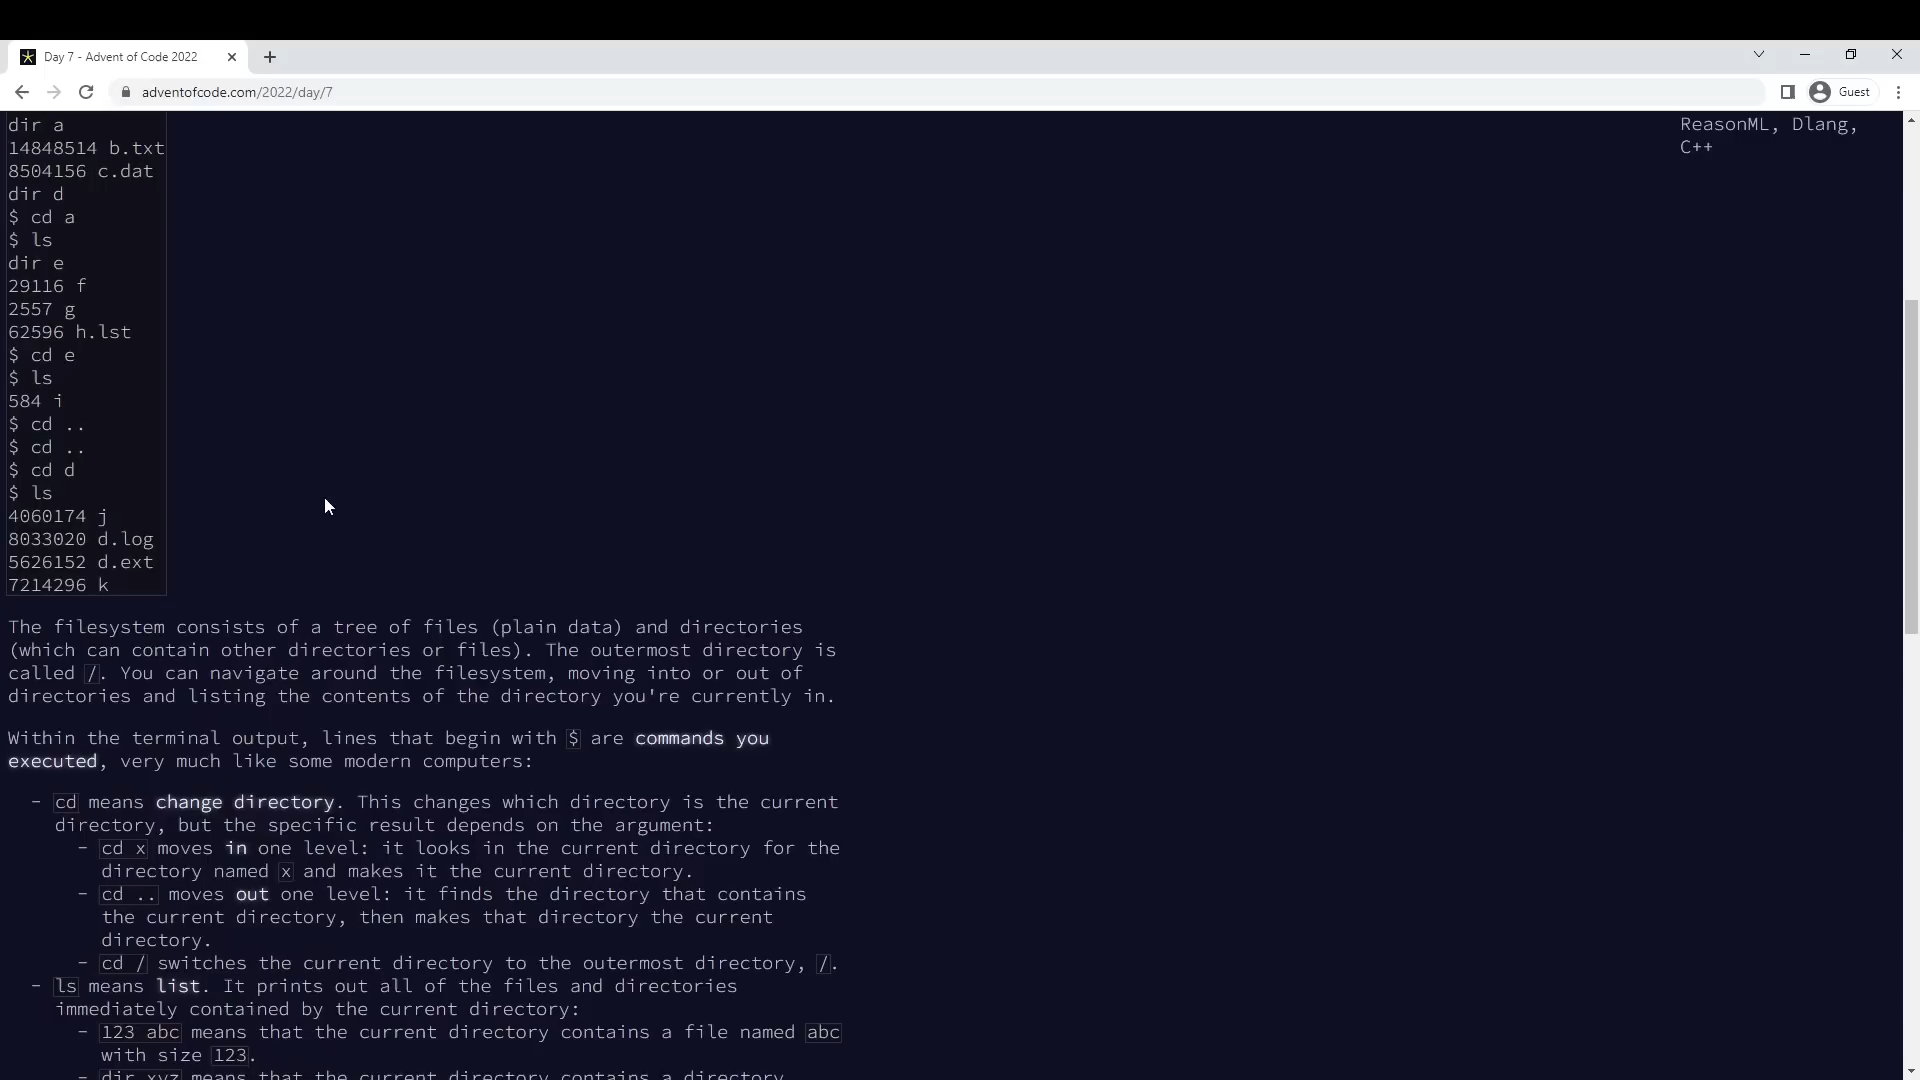 Day 7 - Advent of Code 2022
adventofcode.com/2022/day/7
Guest
dir a
14848514 b.txt
8504156 c.dat
dir d
$ cd a
$ ls
dir e
29116 f
2557 g
62596 h.lst
$ cd e
$ ls
584 i
$ cd ..
$ cd ..
$ cd d
$ ls
4060174 j
8033020 d.log
5626152 d.ext
7214296 k
ReasonML, Dlang,
C++
The filesystem consists of a tree of files (plain data) and directories
(which can contain other directories or files). The outermost directory is
called /. You can navigate around the filesystem, moving into or out of
directories and listing the contents of the directory you're currently in.
Within the terminal output, lines that begin with $ are commands you
executed, very much like some modern computers:
- cd means change directory. This changes which directory is the current
directory, but the specific result depends on the argument:
- cd x moves in one level: it looks in the current directory for the
directory named x and makes it the current directory.
- cd .. moves out one level: it finds the directory that contains
the current directory, then makes that directory the current
directory.
- cd / switches the current directory to the outermost directory, /.
- ls means list. It prints out all of the files and directories
immediately contained by the current directory:
- 123 abc means that the current directory contains a file named abc
with size 123.
- dir xyz means that the current directory contains a directory